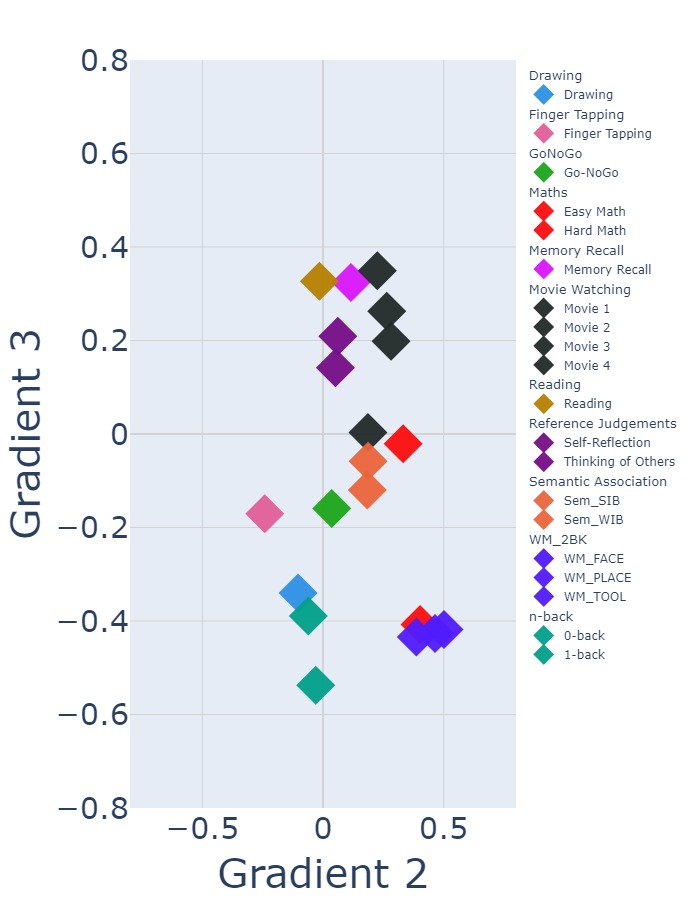 0.8
0.6
0.4
0.2
0
−0.2
−0.4
−0.6
−0.8
Gradient 3
−0.5 0 0.5
Gradient 2
Drawing
Drawing
Finger Tapping
Finger Tapping
GoNoGo
Go-NoGo
Maths
Easy Math
Hard Math
Memory Recall
Memory Recall
Movie Watching
Movie 1
Movie 2
Movie 3
Movie 4
Reading
Reading
Reference Judgements
Self-Reflection
Thinking of Others
Semantic Association
Sem_SIB
Sem_WIB
WM_2BK
WM_FACE
WM_PLACE
WM_TOOL
n-back
0-back
1-back